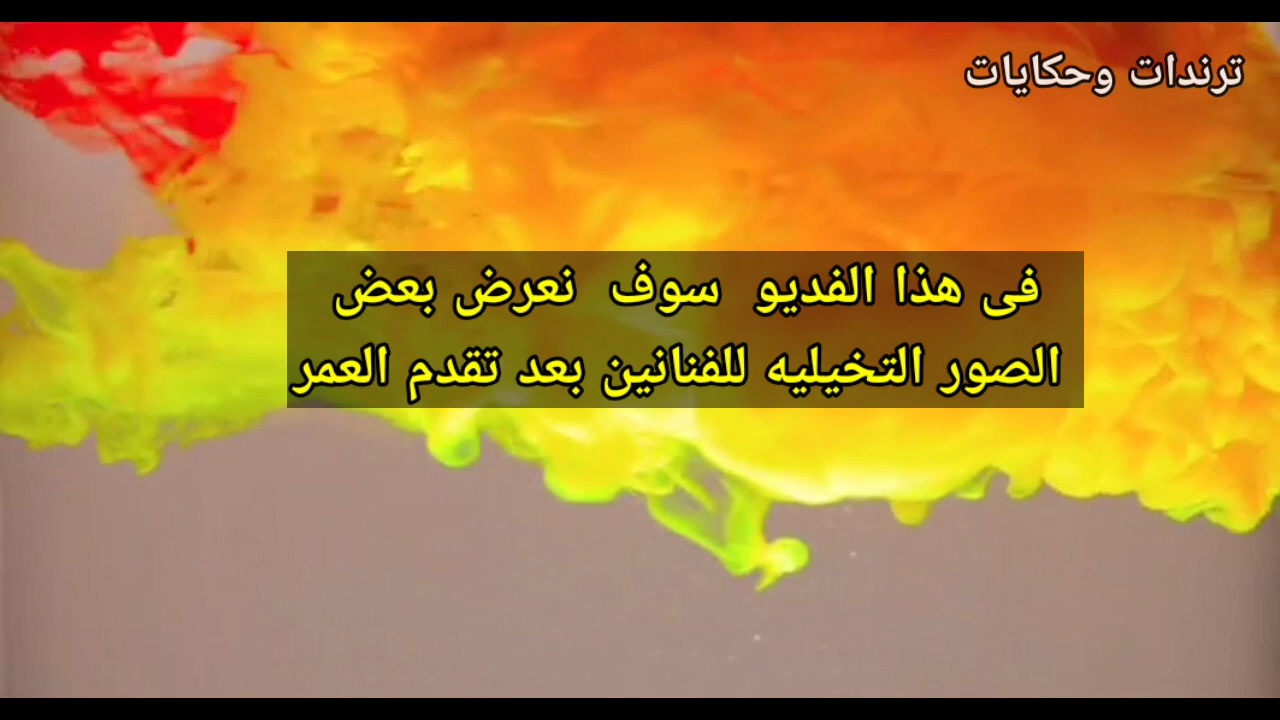 ترندات وحكايات
فى هذا الفديو سوف نعرض بعض
الصور التخيليه للفنانين بعد تقدم العمر